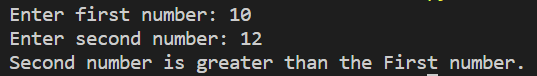 Enter first number: 10
Enter second number: 12
Second number is greater than the First number.